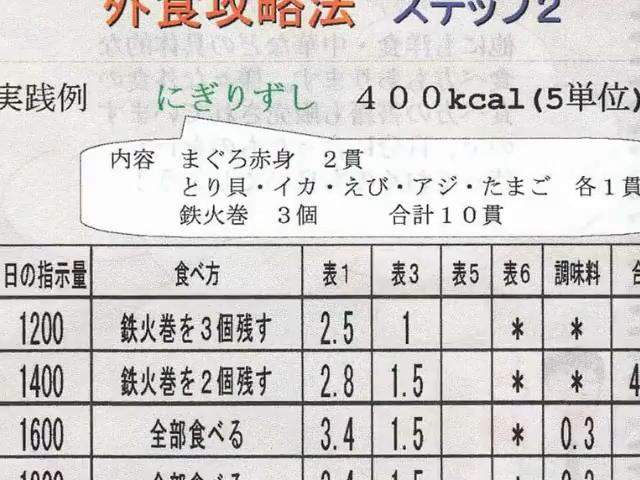 外食攻略法 ステップ2
実践例 にぎりずし 400kcal(5単位)
内容 まぐろ赤身 2貫
とり貝・イカ・えび・アジ・たまご 各1貫
鉄火巻 3個 合計10貫
日の指示量 食べ方 表1 表3 表5 表6 調味料 合
1200 鉄火巻を3個残す 2.5 1 * *
1400 鉄火巻を2個残す 2.8 1.5 * * 4
1600 全部食べる 3.4 1.5 * 0.3